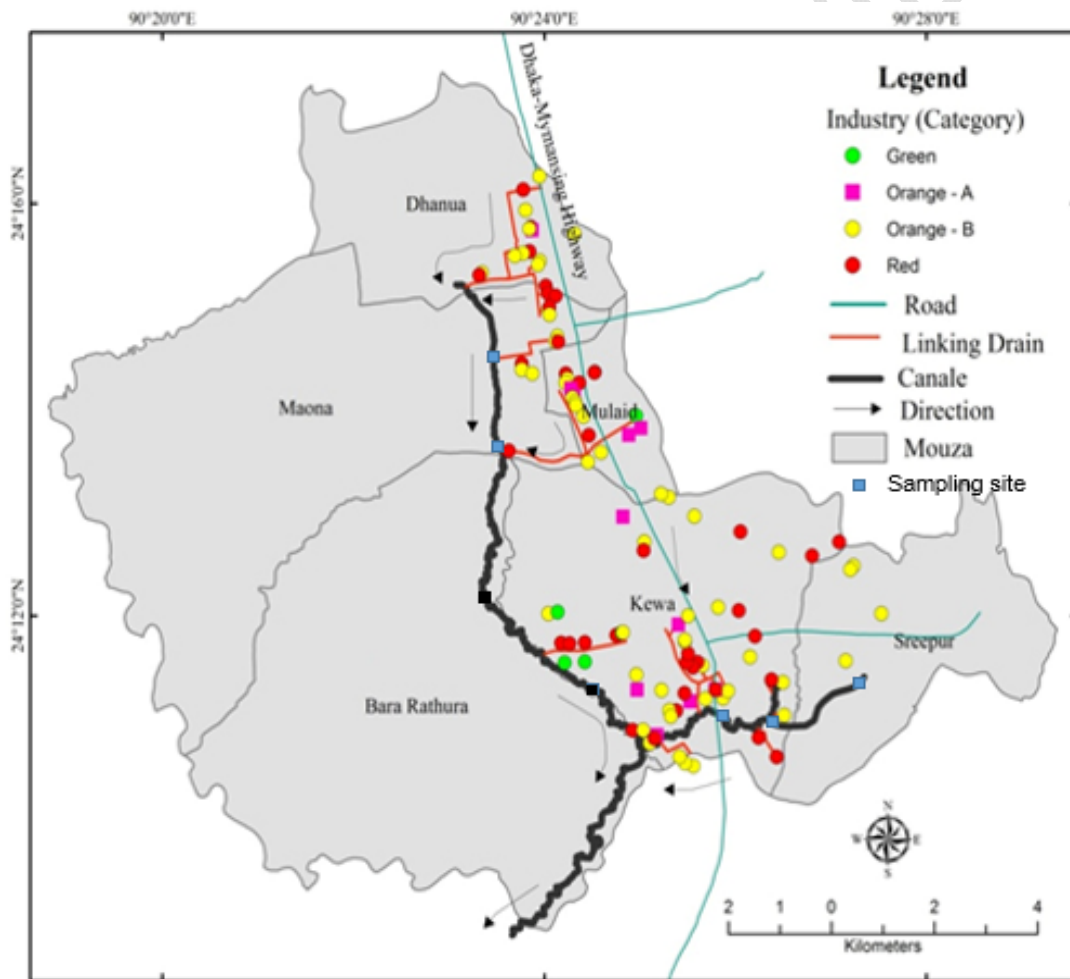 90°20'0"E
90°24'0"E
90°28'0"E
24°16'0"N
24°12'0"N
Dhaka-Mymansing Highway
Dhanua
Maona
Mulaid
Kewa
Sreepur
Bara Rathura
Legend
Industry (Category)
Green
Orange - A
Orange - B
Red
Road
Linking Drain
Canale
Direction
Mouza
Sampling site
N
W
E
S
2 1 0 2 4
Kilometers